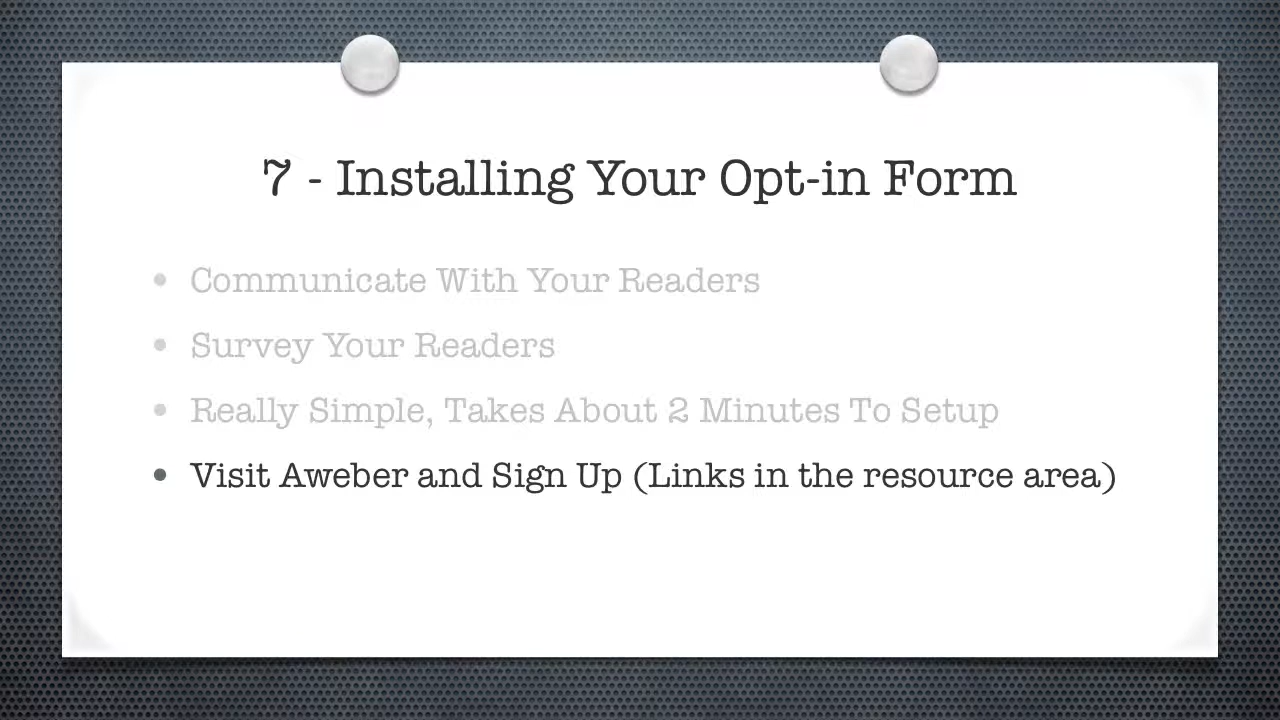 7 - Installing Your Opt-in Form
• Communicate With Your Readers
• Survey Your Readers
• Really Simple, Takes About 2 Minutes To Setup
• Visit Aweber and Sign Up (Links in the resource area)